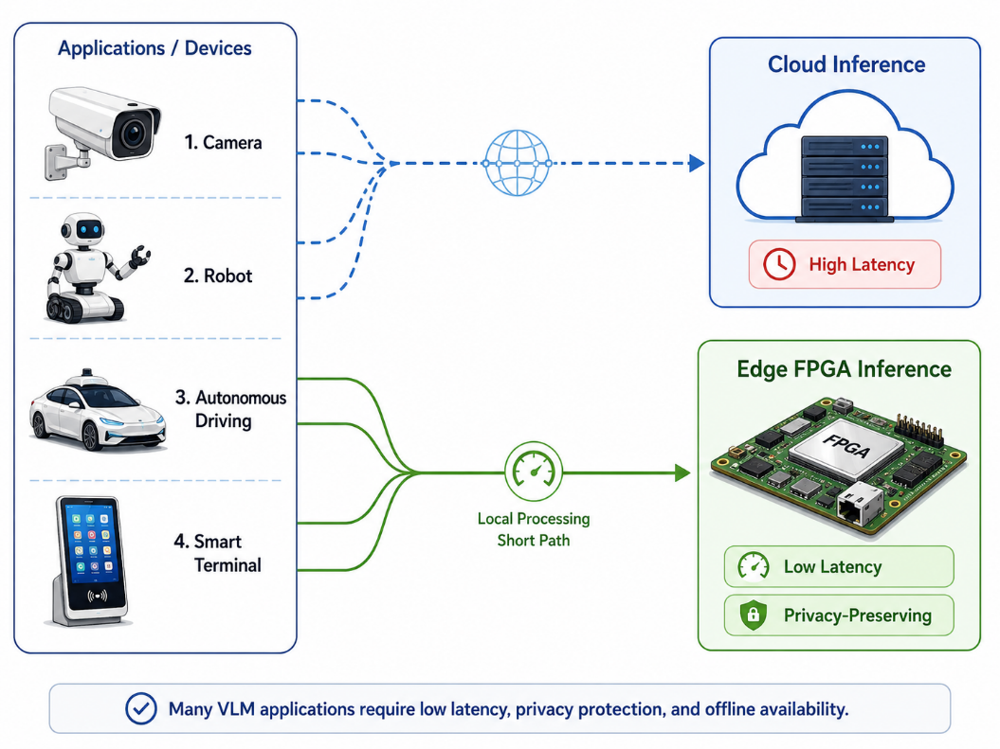 Applications / Devices
1. Camera
2. Robot
3. Autonomous
Driving
4. Smart
Terminal
Local Processing
Short Path
Cloud Inference
High Latency
Edge FPGA Inference
FPGA
Low Latency
Privacy-Preserving
Many VLM applications require low latency, privacy protection, and offline availability.